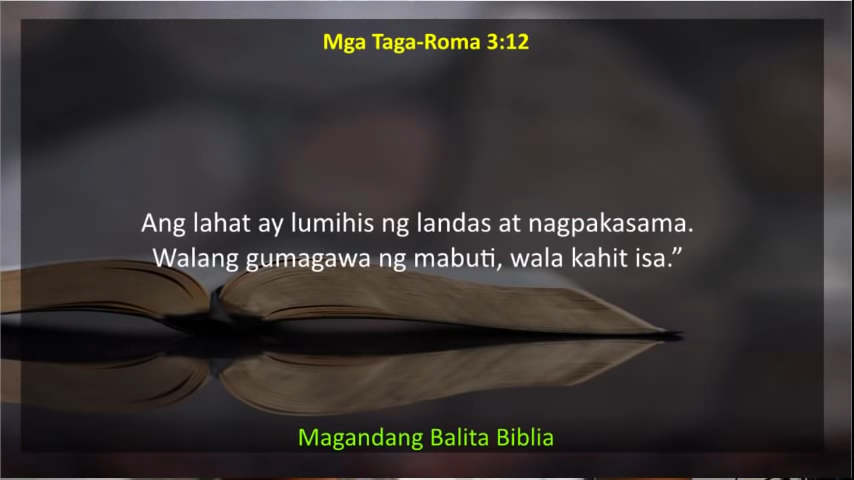 Mga Taga-Roma 3:12
Ang lahat ay lumihis ng landas at nagpakasama.
Walang gumagawa ng mabuti, wala kahit isa.”
Magandang Balita Biblia